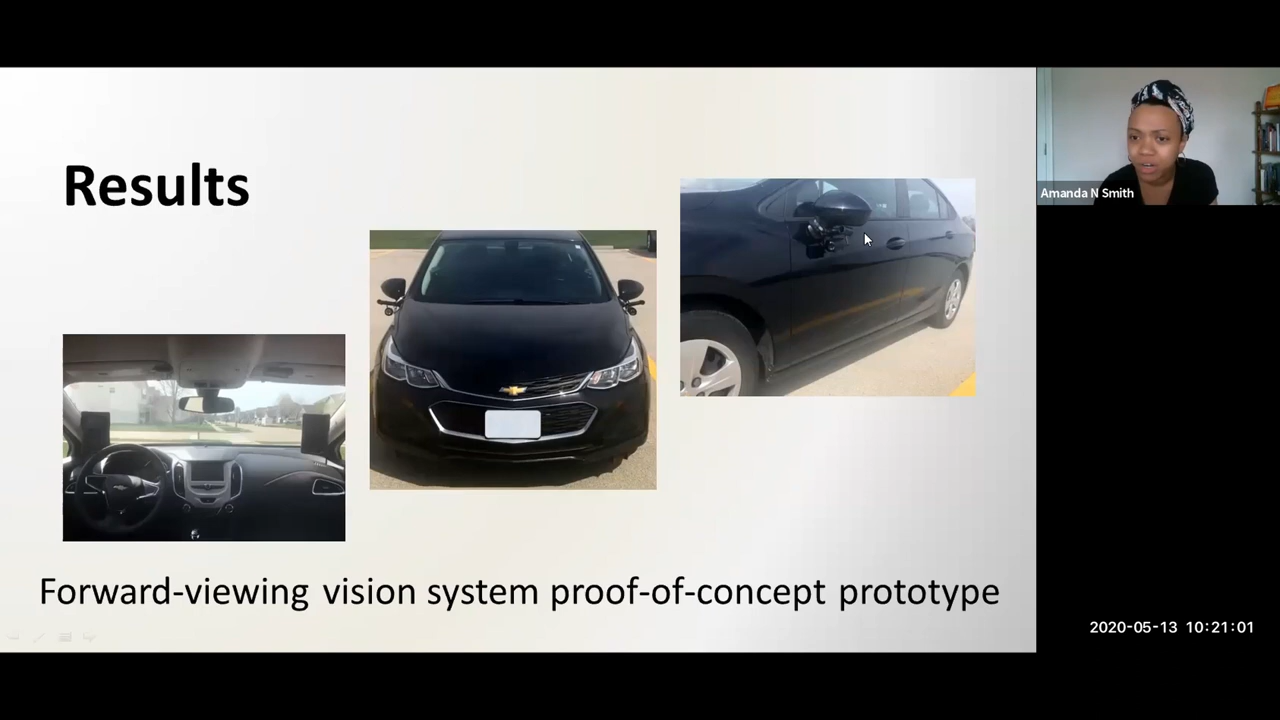 Results
Amanda N Smith
Forward-viewing vision system proof-of-concept prototype
2020-05-13 10:21:01